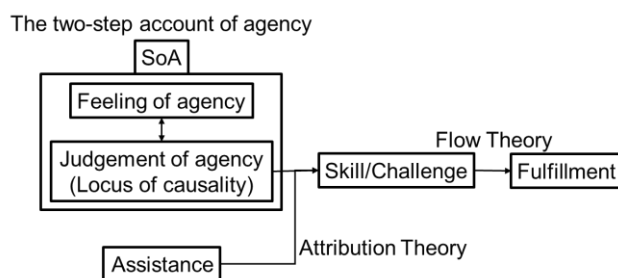 The two-step account of agency
SoA
Feeling of agency
Judgement of agency
(Locus of causality)
Flow Theory
Skill/Challenge
Fulfillment
Attribution Theory
Assistance